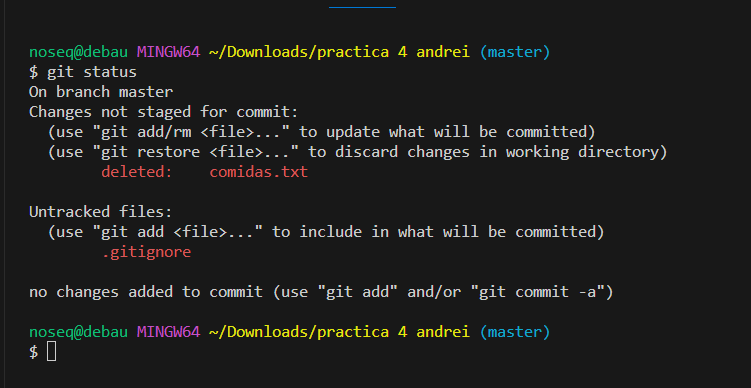 noseq@debau MINGW64 ~/Downloads/practica 4 andrei (master)
$ git status
On branch master
Changes not staged for commit:
  (use "git add/rm <file>..." to update what will be committed)
  (use "git restore <file>..." to discard changes in working directory)
        deleted:    comidas.txt
Untracked files:
  (use "git add <file>..." to include in what will be committed)
        .gitignore
no changes added to commit (use "git add" and/or "git commit -a")
noseq@debau MINGW64 ~/Downloads/practica 4 andrei (master)
$